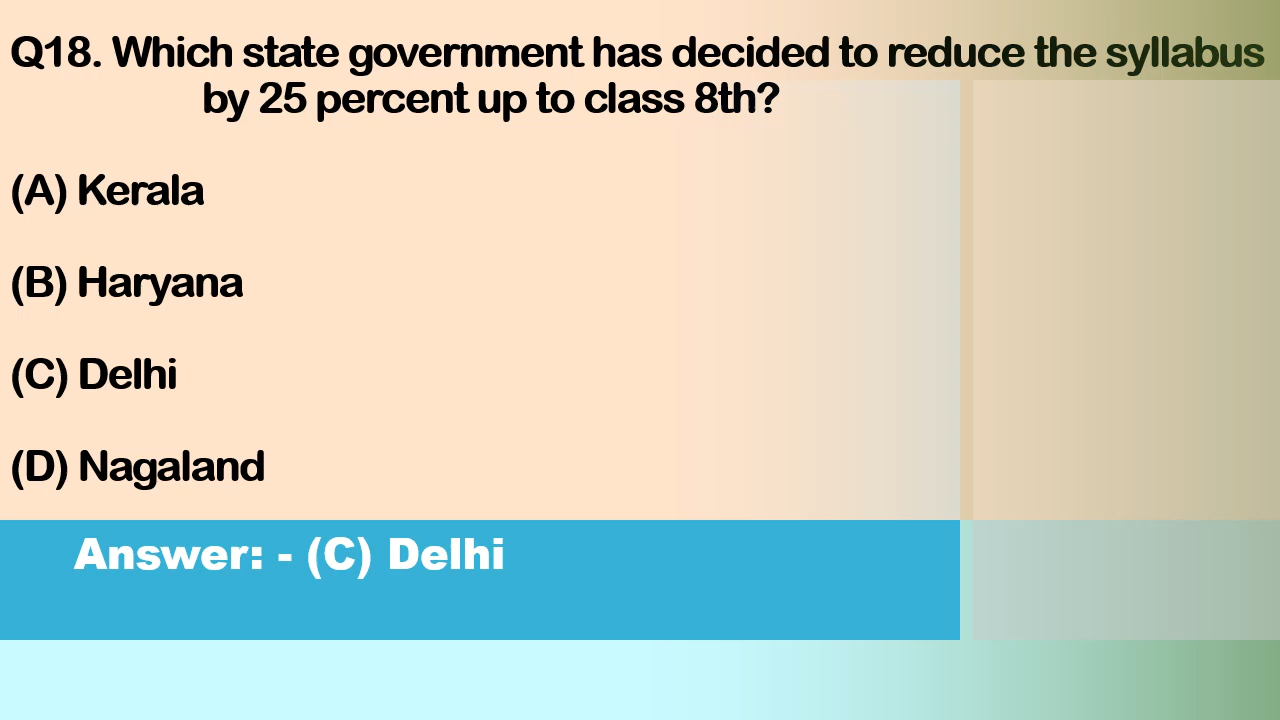 Q18. Which state government has decided to reduce the syllabus
by 25 percent up to class 8th?
(A) Kerala
(B) Haryana
(C) Delhi
(D) Nagaland
Answer: - (C) Delhi